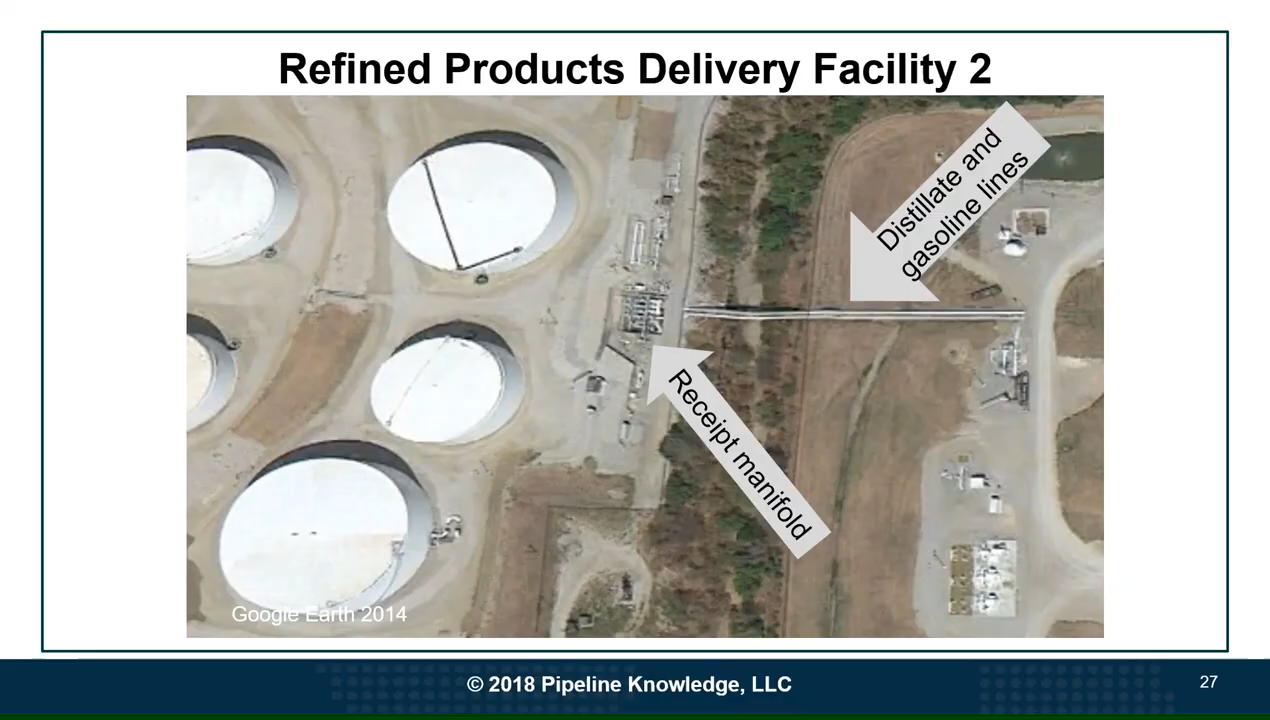 Refined Products Delivery Facility 2
Distillate and
gasoline lines
Receipt manifold
Google Earth 2014
© 2018 Pipeline Knowledge, LLC
27